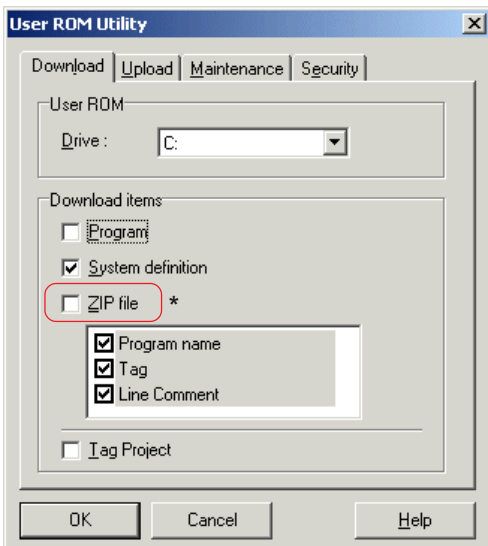 User ROM Utility
Download Upload Maintenance Security
User ROM
Drive : C:
Download items
Program
System definition
ZIP file *
Program name
Tag
Line Comment
Tag Project
OK Cancel Help